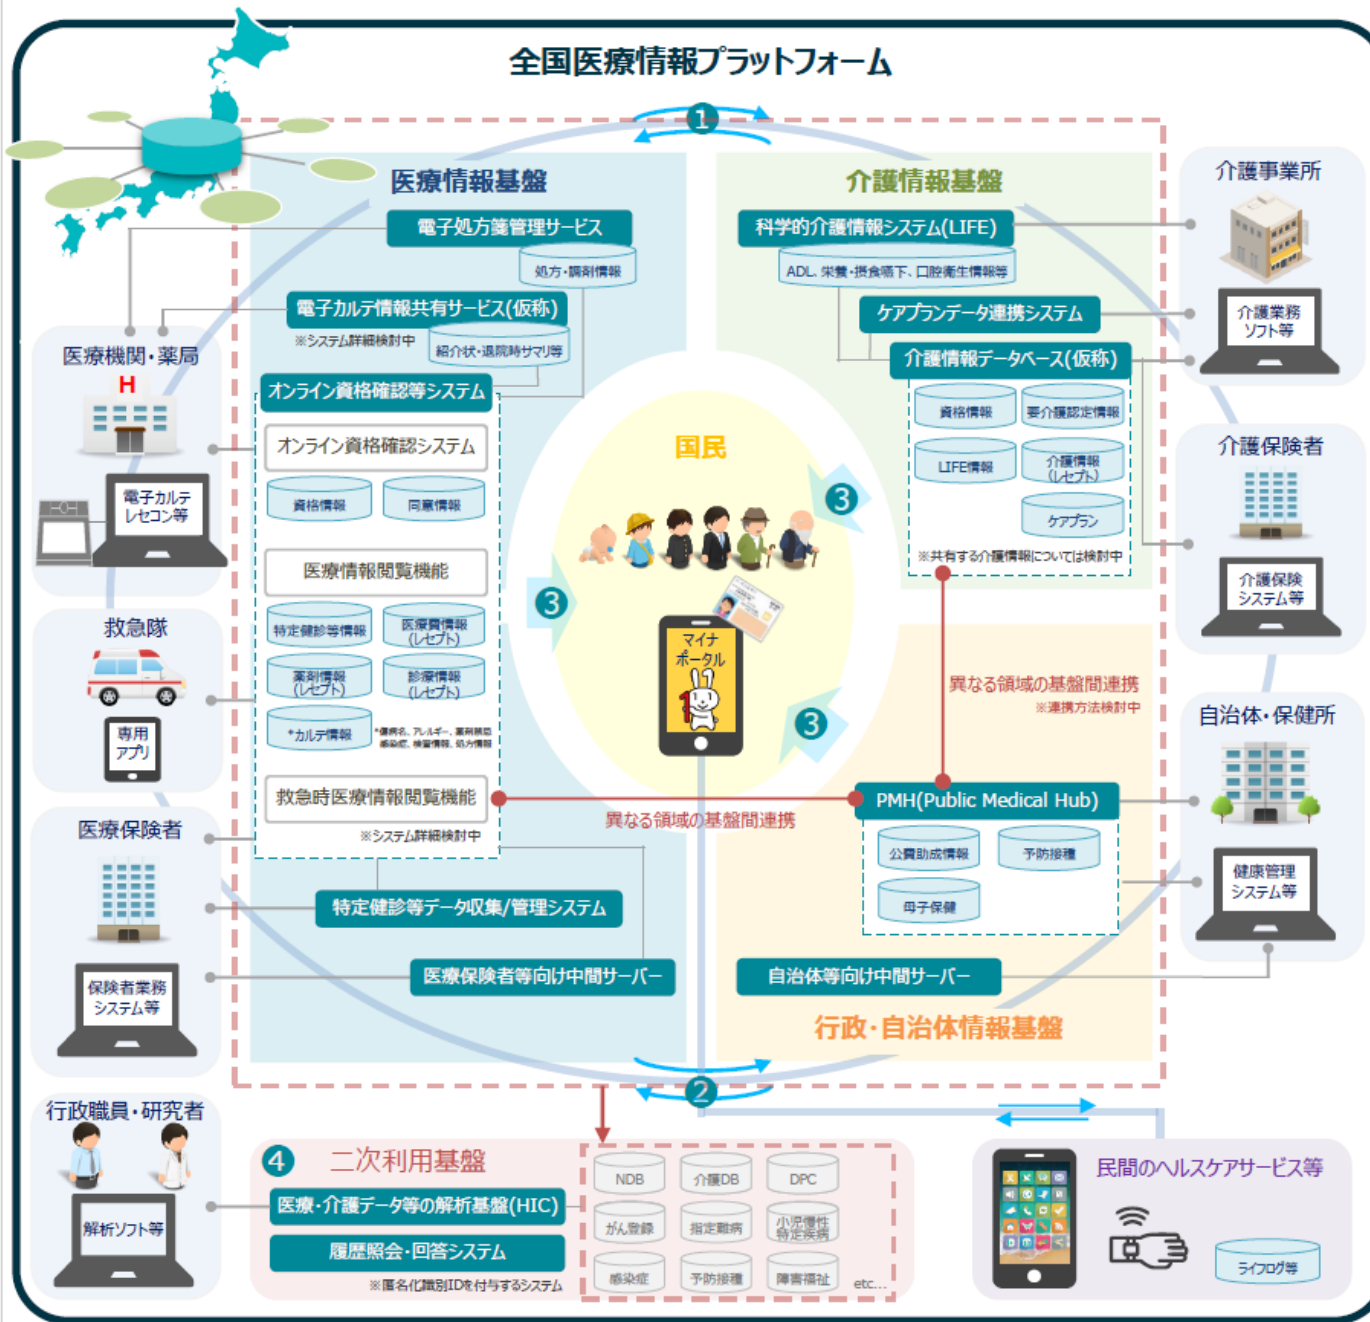 全国医療情報プラットフォーム
1
医療情報基盤
電子処方箋管理サービス
処方・調剤情報
電子カルテ情報共有サービス(仮称)
※システム詳細検討中
紹介状・退院時サマリ等
オンライン資格確認等システム
オンライン資格確認システム
資格情報
同意情報
医療情報閲覧機能
特定健診等情報
医療費情報
(レセプト)
薬剤情報
(レセプト)
診療情報
(レセプト)
*カルテ情報
*傷病名、アレルギー、薬剤禁忌
感染症、検査情報、処方情報
救急時医療情報閲覧機能
※システム詳細検討中
特定健診等データ収集/管理システム
医療保険者等向け中間サーバー
介護情報基盤
科学的介護情報システム(LIFE)
ADL、栄養・摂食嚥下、口腔衛生情報等
ケアプランデータ連携システム
介護情報データベース(仮称)
資格情報
要介護認定情報
LIFE情報
介護情報
(レセプト)
ケアプラン
※共有する介護情報については検討中
国民
3
3
3
マイナ
ポータル
1
異なる領域の基盤間連携
※連携方法検討中
異なる領域の基盤間連携
PMH(Public Medical Hub)
公費助成情報
予防接種
母子保健
自治体等向け中間サーバー
行政・自治体情報基盤
2
医療機関・薬局
H
電子カルテ
レセコン等
救急隊
専用
アプリ
医療保険者
保険者業務
システム等
行政職員・研究者
解析ソフト等
介護事業所
介護業務
ソフト等
介護保険者
介護保険
システム等
自治体・保健所
健康管理
システム等
4
二次利用基盤
医療・介護データ等の解析基盤(HIC)
履歴照会・回答システム
※匿名化識別IDを付与するシステム
NDB
介護DB
DPC
がん登録
指定難病
小児慢性
特定疾病
感染症
予防接種
障害福祉
etc...
民間のヘルスケアサービス等
ライフログ等